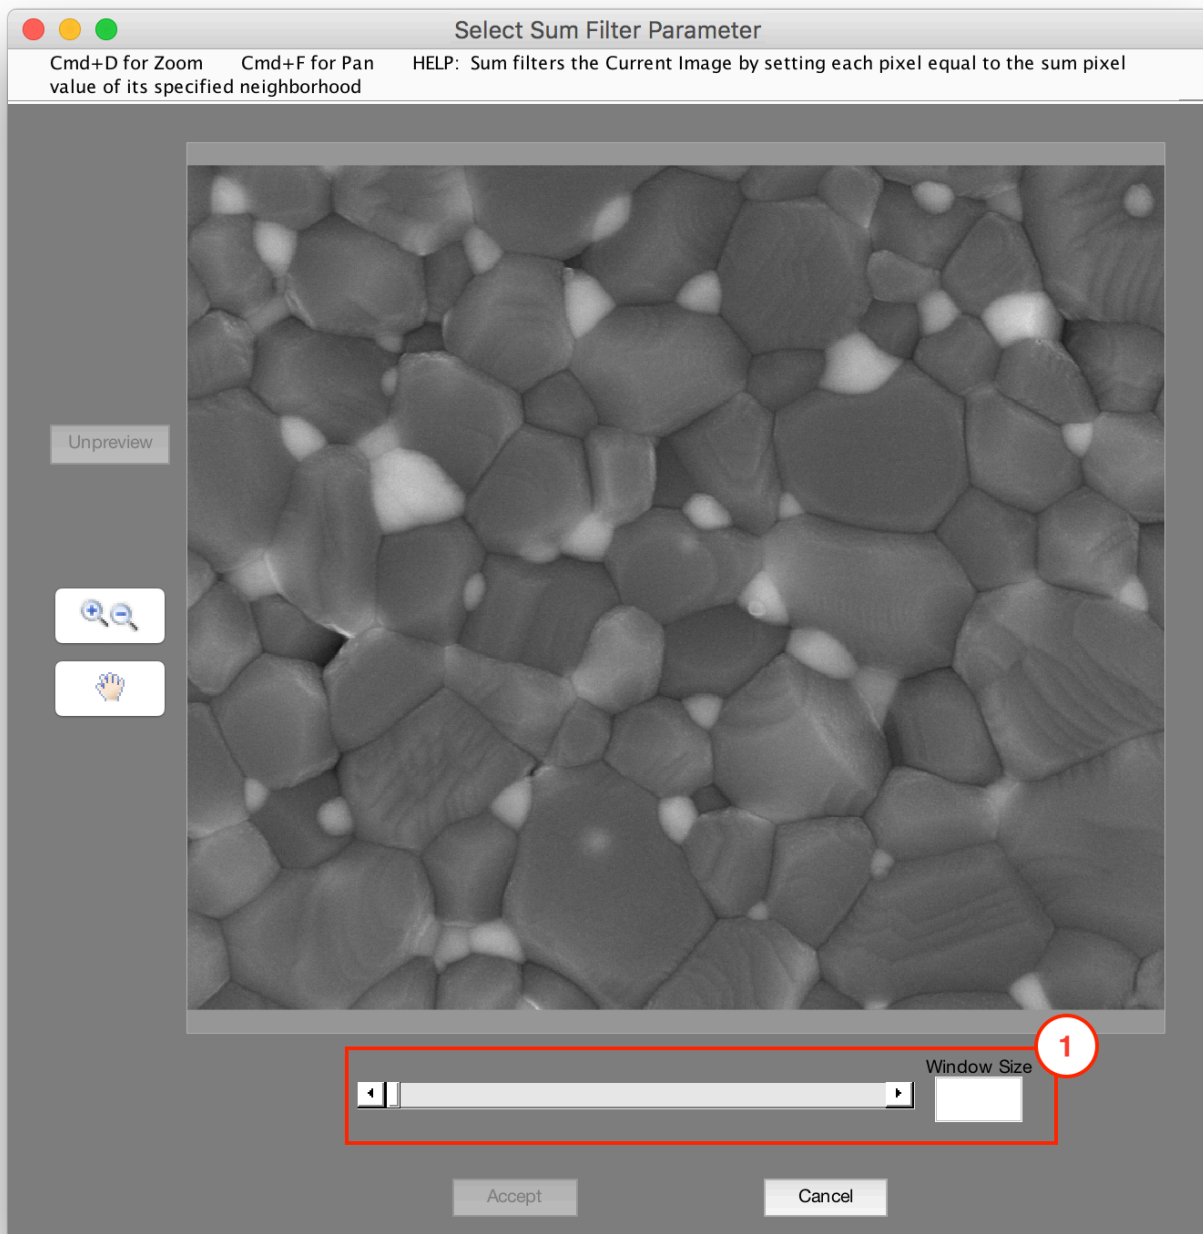 Select Sum Filter Parameter
Cmd+D for Zoom Cmd+F for Pan HELP: Sum filters the Current Image by setting each pixel equal to the sum pixel
value of its specified neighborhood
Unpreview
1
Window Size
Accept
Cancel